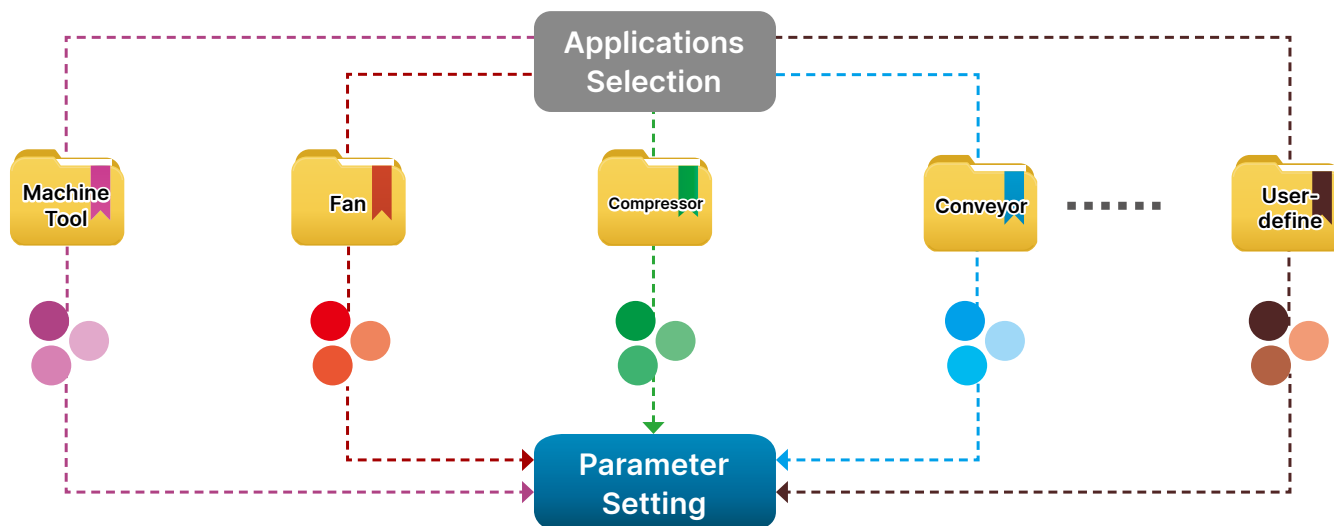 Applications
Selection
Machine
Tool
Fan
Compressor
Conveyor
User-
define
Parameter
Setting